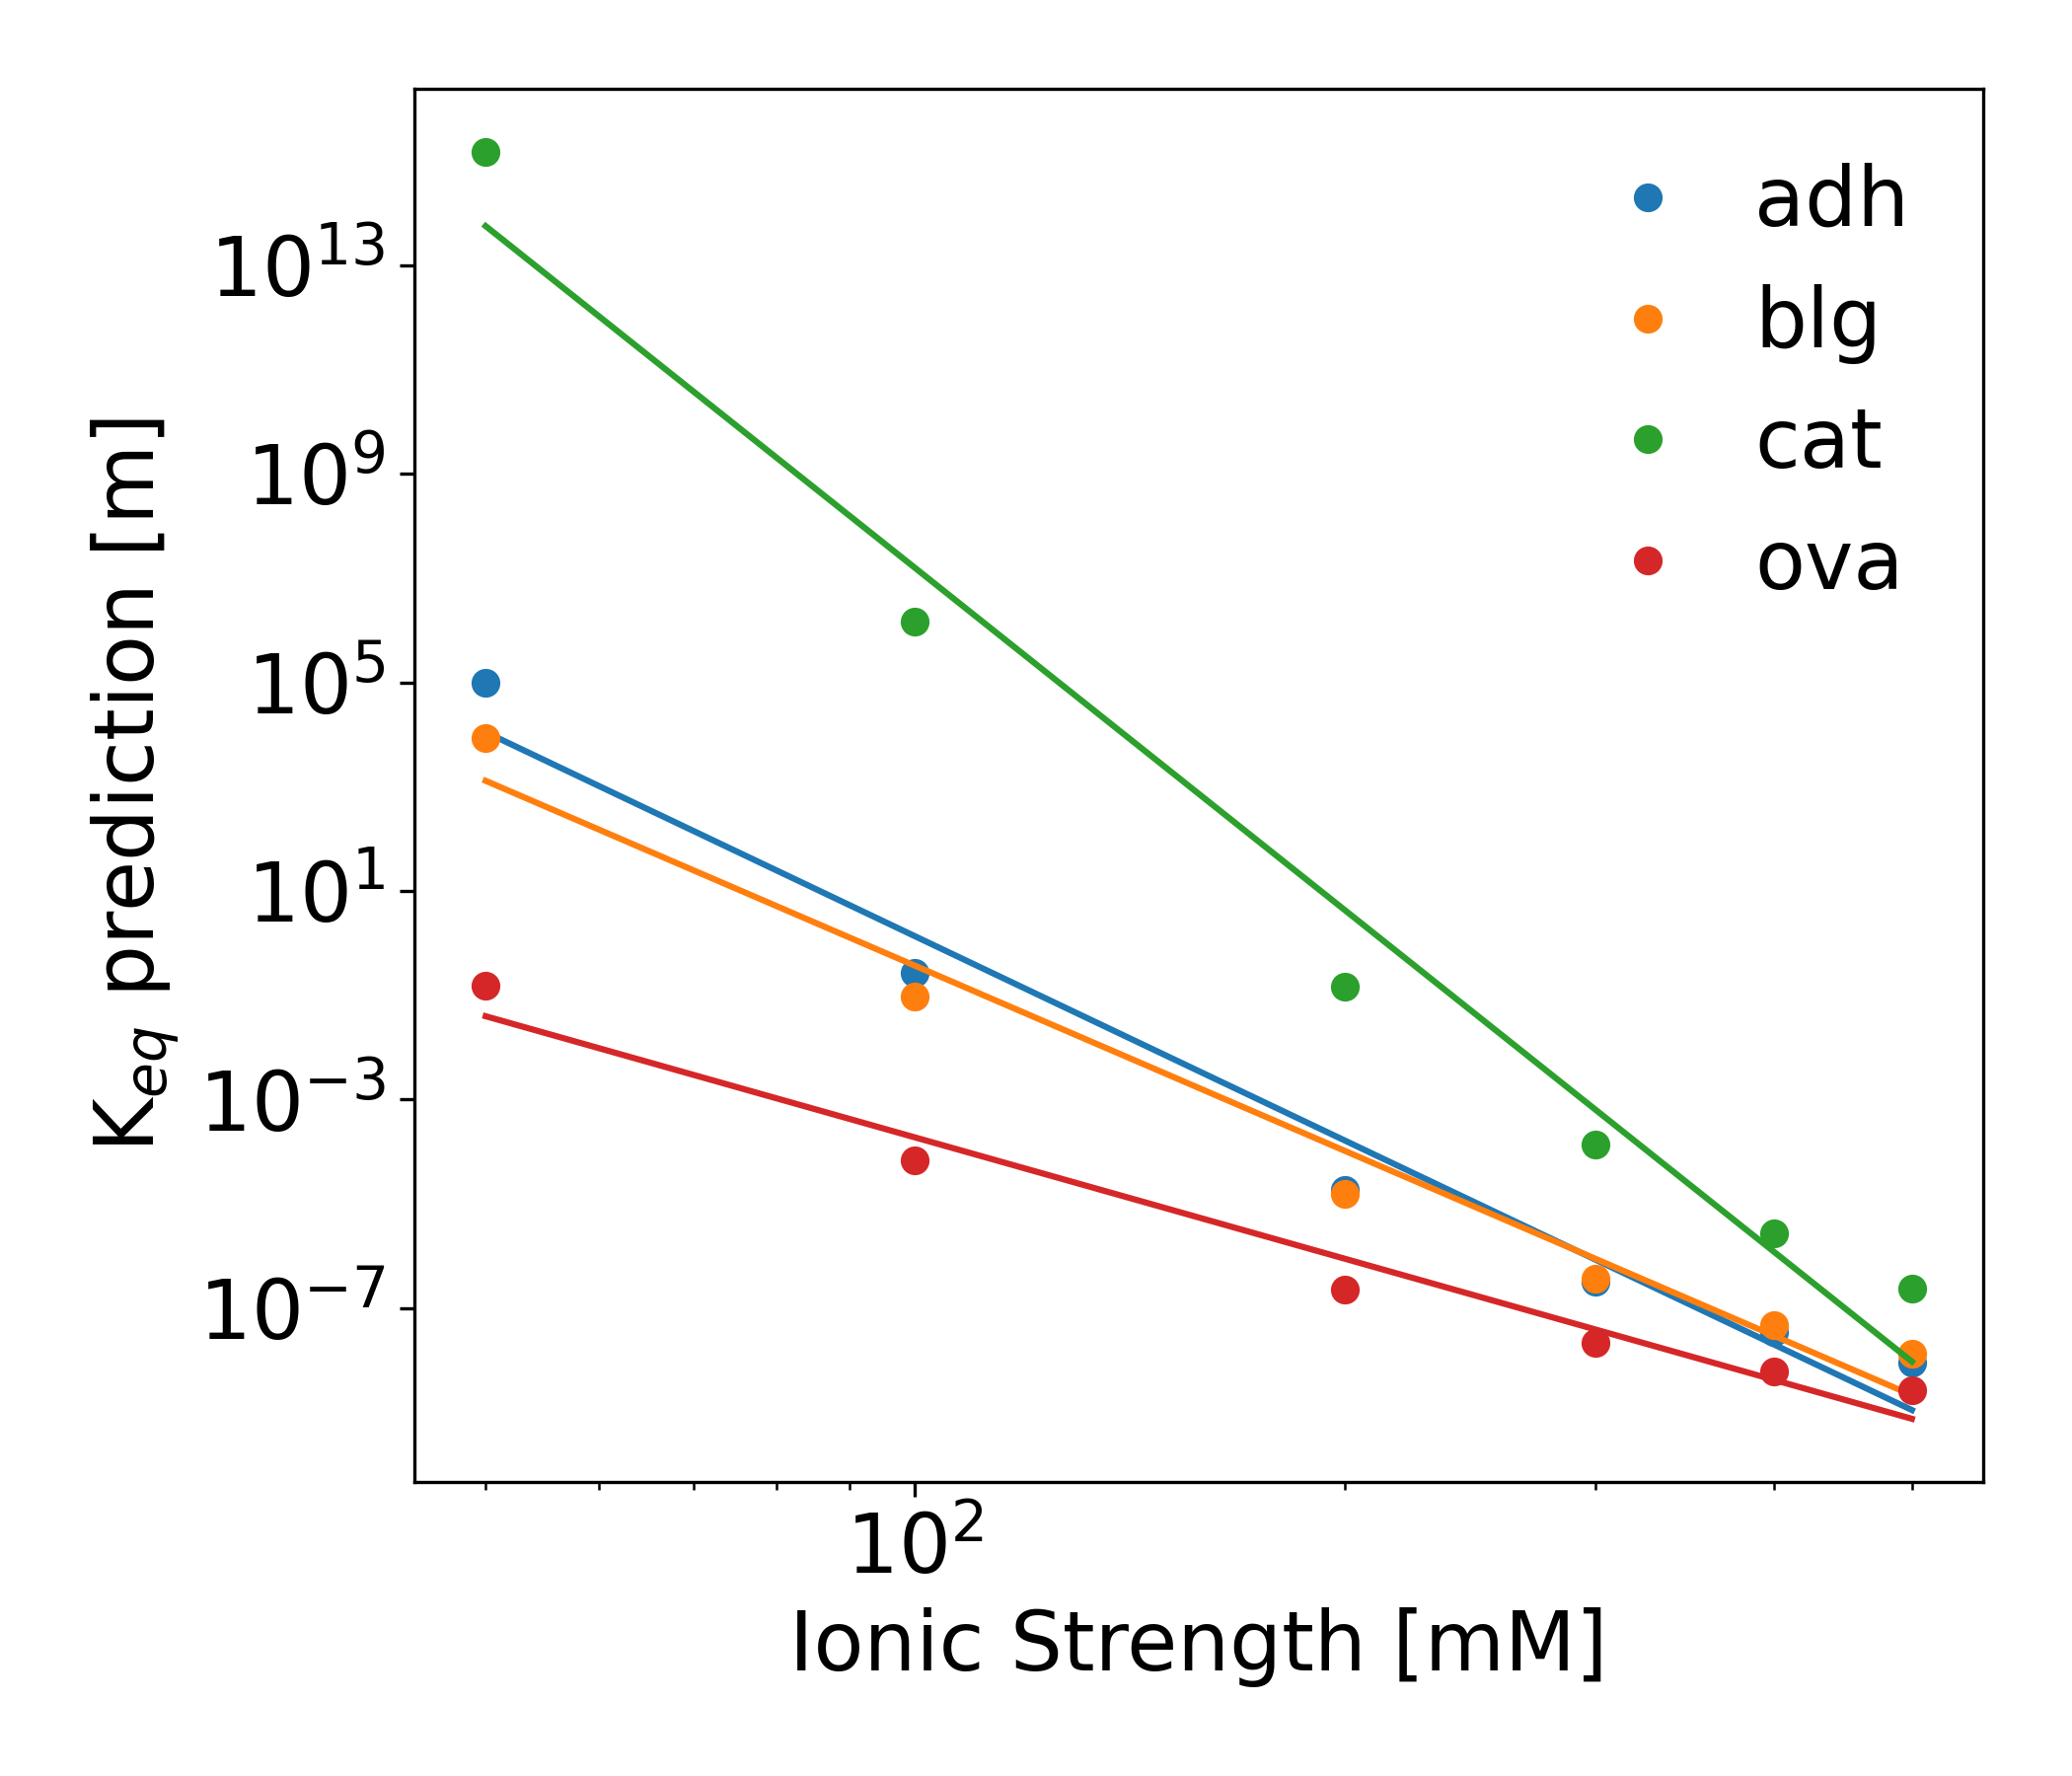 adh
blg
cat
ova
10^13
10^9
10^5
10^1
10^−3
10^−7
K_eq prediction [m]
10^2
Ionic Strength [mM]